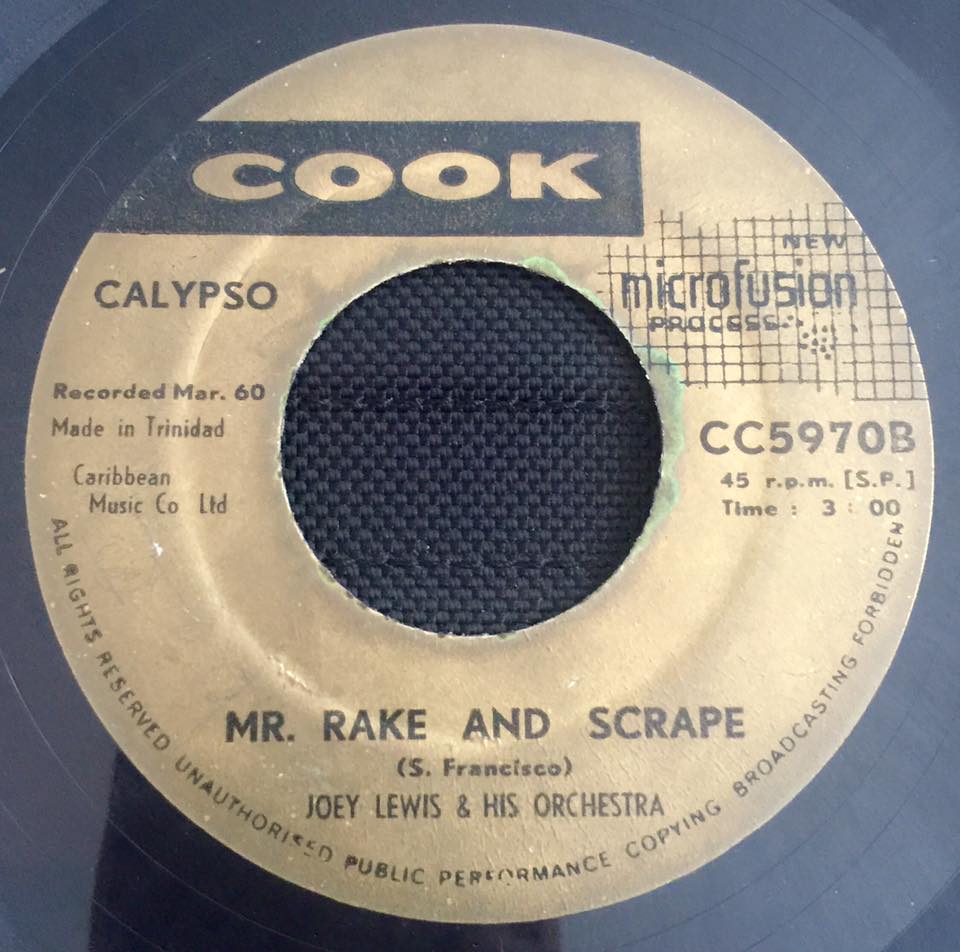 COOK
NEW
microfusion
PROCESS
CALYPSO
Recorded Mar. 60
Made in Trinidad
Caribbean
Music Co Ltd
CC5970B
45 r.p.m. [S.P.]
Time : 3 : 00
MR. RAKE AND SCRAPE
(S. Francisco)
JOEY LEWIS & HIS ORCHESTRA
ALL RIGHTS RESERVED UNAUTHORISED PUBLIC PERFORMANCE COPYING BROADCASTING FORBIDDEN